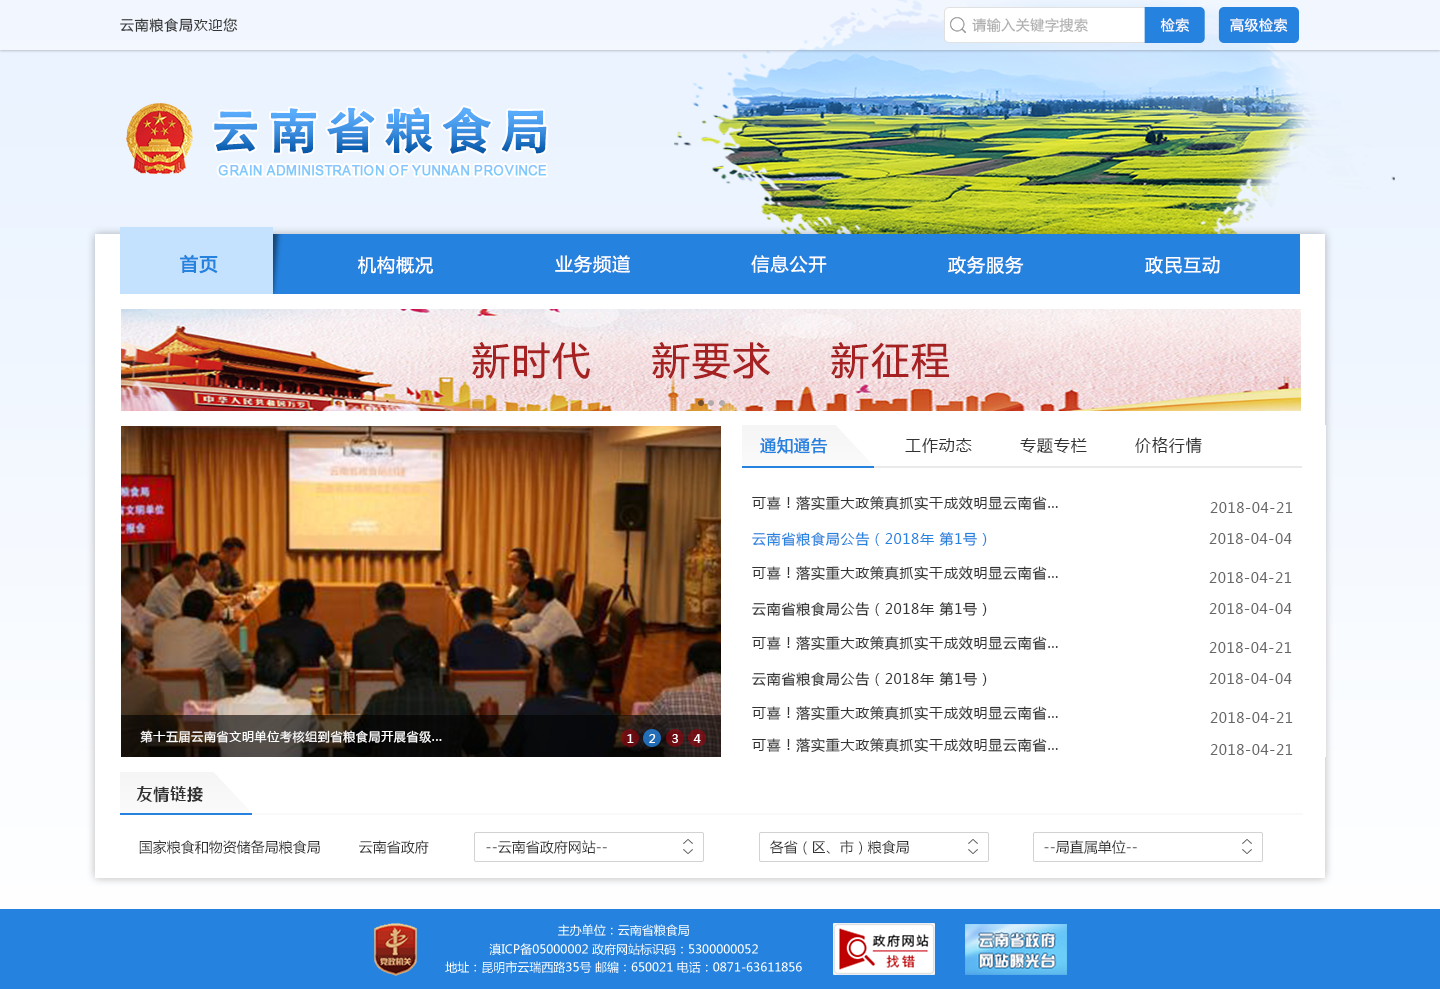 云南粮食局欢迎您
请输入关键字搜索
检索
高级检索
云南省粮食局
GRAIN ADMINISTRATION OF YUNNAN PROVINCE
首页
机构概况
业务频道
信息公开
政务服务
政民互动
新时代 新要求 新征程
中华人民共和国万岁
通知通告
工作动态
专题专栏
价格行情
粮食局
省文明单位
汇报会
可喜！落实重大政策真抓实干成效明显云南省... 2018-04-21
云南省粮食局公告（2018年 第1号） 2018-04-04
可喜！落实重大政策真抓实干成效明显云南省... 2018-04-21
云南省粮食局公告（2018年 第1号） 2018-04-04
可喜！落实重大政策真抓实干成效明显云南省... 2018-04-21
云南省粮食局公告（2018年 第1号） 2018-04-04
可喜！落实重大政策真抓实干成效明显云南省... 2018-04-21
可喜！落实重大政策真抓实干成效明显云南省... 2018-04-21
第十五届云南省文明单位考核组到省粮食局开展省级...
1 2 3 4
友情链接
国家粮食和物资储备局粮食局
云南省政府
--云南省政府网站--
各省（区、市）粮食局
--局直属单位--
党政机关
主办单位：云南省粮食局
滇ICP备05000002 政府网站标识码：5300000052
地址：昆明市云瑞西路35号 邮编：650021 电话：0871-63611856
政府网站
找错
云南省政府
网站曝光台